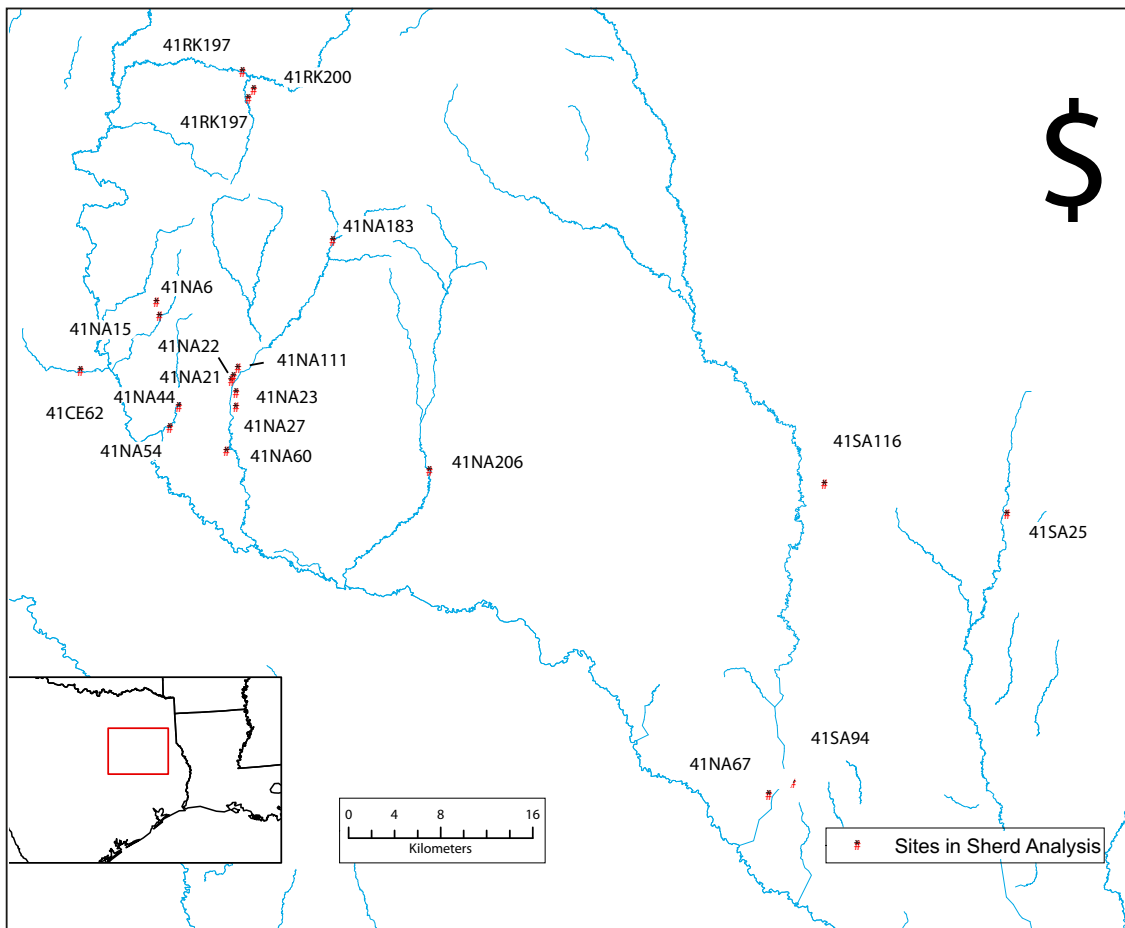 41RK197
41RK200
41RK197
$
41NA183
41NA6
41NA15
41NA22
41NA111
41NA21
41NA44
41NA23
41CE62
41NA27
41NA54
41NA60
41NA206
41SA116
41SA25
41SA94
41NA67
0 4 8 16
Kilometers
Sites in Sherd Analysis